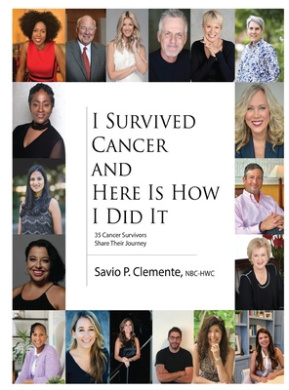 I Survived
Cancer
and
Here Is How
I Did It
35 Cancer Survivors
Share Their Journey
Savio P. Clemente, NBC-HWC